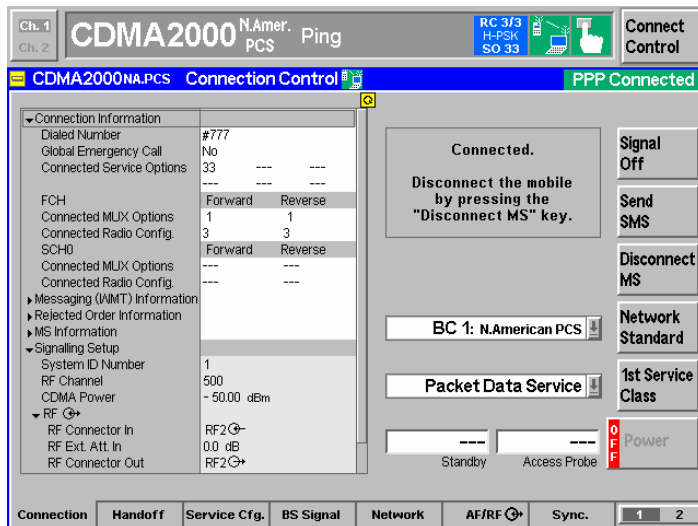 Ch. 1
Ch. 2
CDMA2000 N.Amer. PCS Ping
RC 3/3
H-PSK
SO 33
Connect Control
CDMA2000 NA.PCS Connection Control
PPP Connected
Connection Information
Dialed Number #777
Global Emergency Call No
Connected Service Options 33 --- ---
--- --- ---
FCH Forward Reverse
Connected MUX Options 1 1
Connected Radio Config. 3 3
SCH0 Forward Reverse
Connected MUX Options --- ---
Connected Radio Config. --- ---
Messaging (WMT) Information
Rejected Order Information
MS Information
Signalling Setup
System ID Number 1
RF Channel 500
CDMA Power - 50.00 dBm
RF
RF Connector In RF2
RF Ext. Att. In 0.0 dB
RF Connector Out RF2
Connected.
Disconnect the mobile
by pressing the
"Disconnect MS" key.
BC 1: N.American PCS
Packet Data Service
--- ---
Standby Access Probe
Signal Off
Send SMS
Disconnect MS
Network Standard
1st Service Class
OFF Power
Connection Handoff Service Cfg. BS Signal Network AF/RF Sync. 1 2